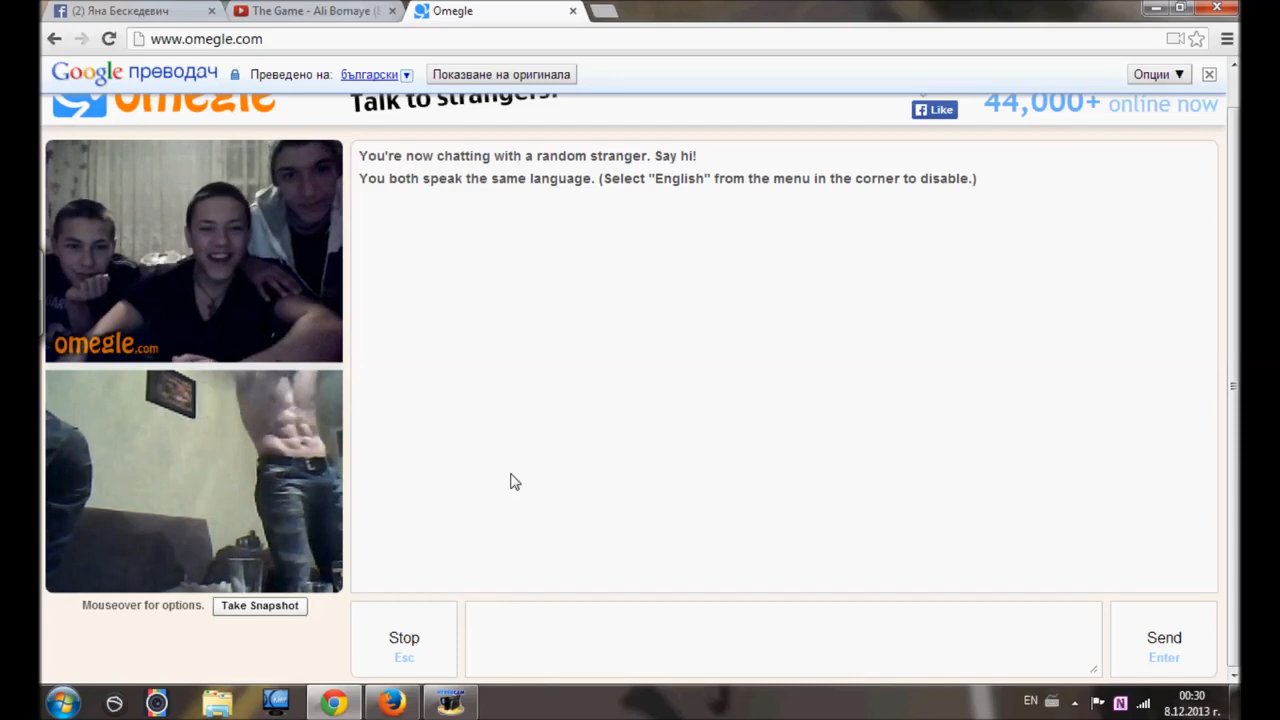 (2) Яна Бескедевич
The Game - Ali Bomaye (E
Omegle
www.omegle.com
Google преводач
Преведено на: български
Показване на оригинала
Опции ▼
omegle
Talk to strangers!
Like
44,000+ online now
You're now chatting with a random stranger. Say hi!
You both speak the same language. (Select "English" from the menu in the corner to disable.)
omegle.com
Mouseover for options.
Take Snapshot
Stop
Esc
Send
Enter
EN
00:30
8.12.2013 г.